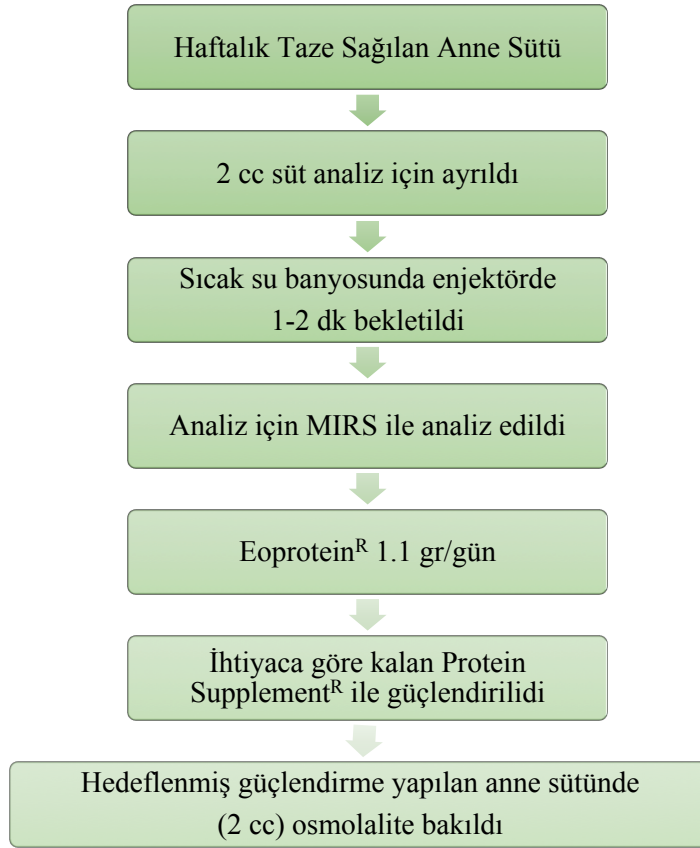 Haftalık Taze Sağılan Anne Sütü
2 cc süt analiz için ayrıldı
Sıcak su banyosunda enjektörde
1-2 dk bekletildi
Analiz için MIRS ile analiz edildi
Eoproteinᴿ 1.1 gr/gün
İhtiyaca göre kalan Protein
Supplementᴿ ile güçlendirilidi
Hedeflenmiş güçlendirme yapılan anne sütünde
(2 cc) osmolalite bakıldı